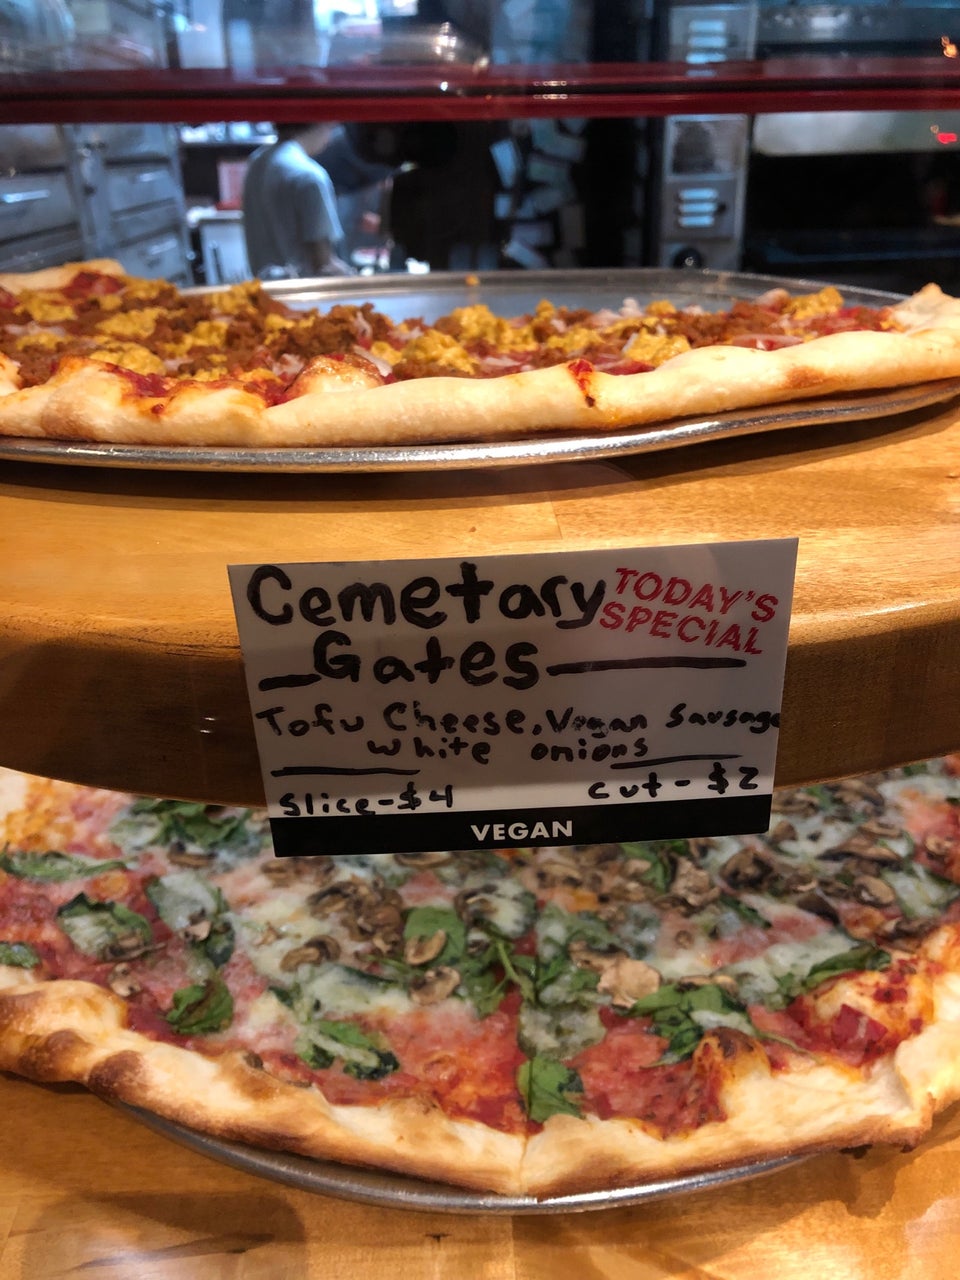 Cemetary
Gates
TODAY'S
SPECIAL
Tofu Cheese, Vegan Sausage
white onions
Slice-$4
cut-$2
VEGAN